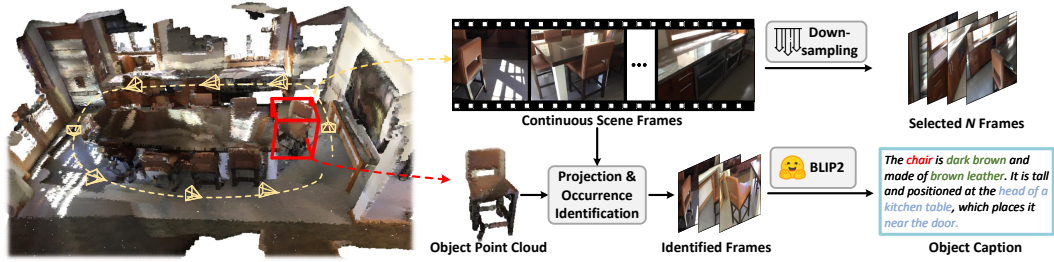 Down-
sampling
Continuous Scene Frames
Selected N Frames
Projection &
Occurrence
Identification
BLIP2
The chair is dark brown and
made of brown leather. It is tall
and positioned at the head of a
kitchen table, which places it
near the door.
Object Point Cloud
Identified Frames
Object Caption